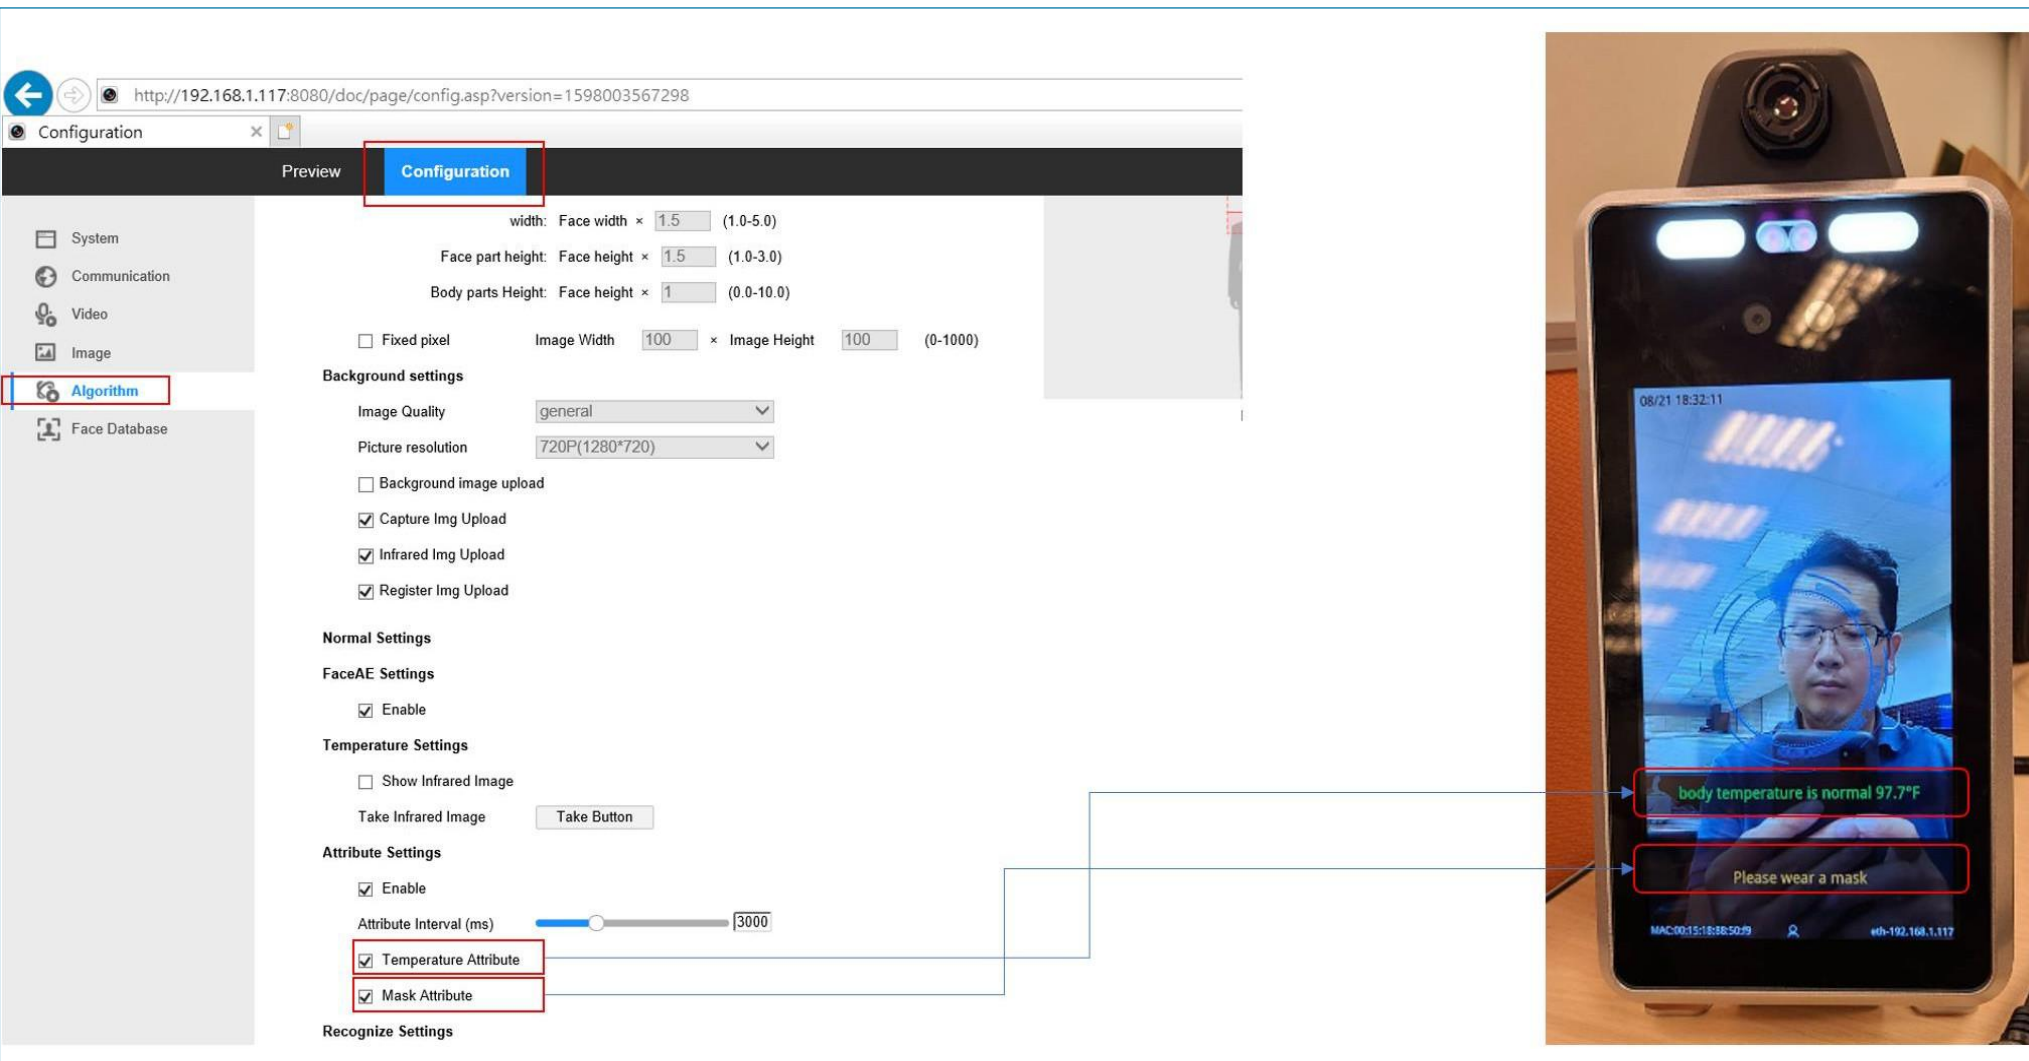 http://192.168.1.117:8080/doc/page/config.asp?version=1598003567298
Configuration
Preview
Configuration
System
Communication
Video
Image
Algorithm
Face Database
width: Face width × 1.5 (1.0-5.0)
Face part height: Face height × 1.5 (1.0-3.0)
Body parts Height: Face height × 1 (0.0-10.0)
Fixed pixel Image Width 100 × Image Height 100 (0-1000)
Background settings
Image Quality general
Picture resolution 720P(1280*720)
Background image upload
Capture Img Upload
Infrared Img Upload
Register Img Upload
Normal Settings
FaceAE Settings
Enable
Temperature Settings
Show Infrared Image
Take Infrared Image Take Button
Attribute Settings
Enable
Attribute Interval (ms) 3000
Temperature Attribute
Mask Attribute
Recognize Settings
08/21 18:32:11
body temperature is normal 97.7°F
Please wear a mask
eth-192.168.1.117